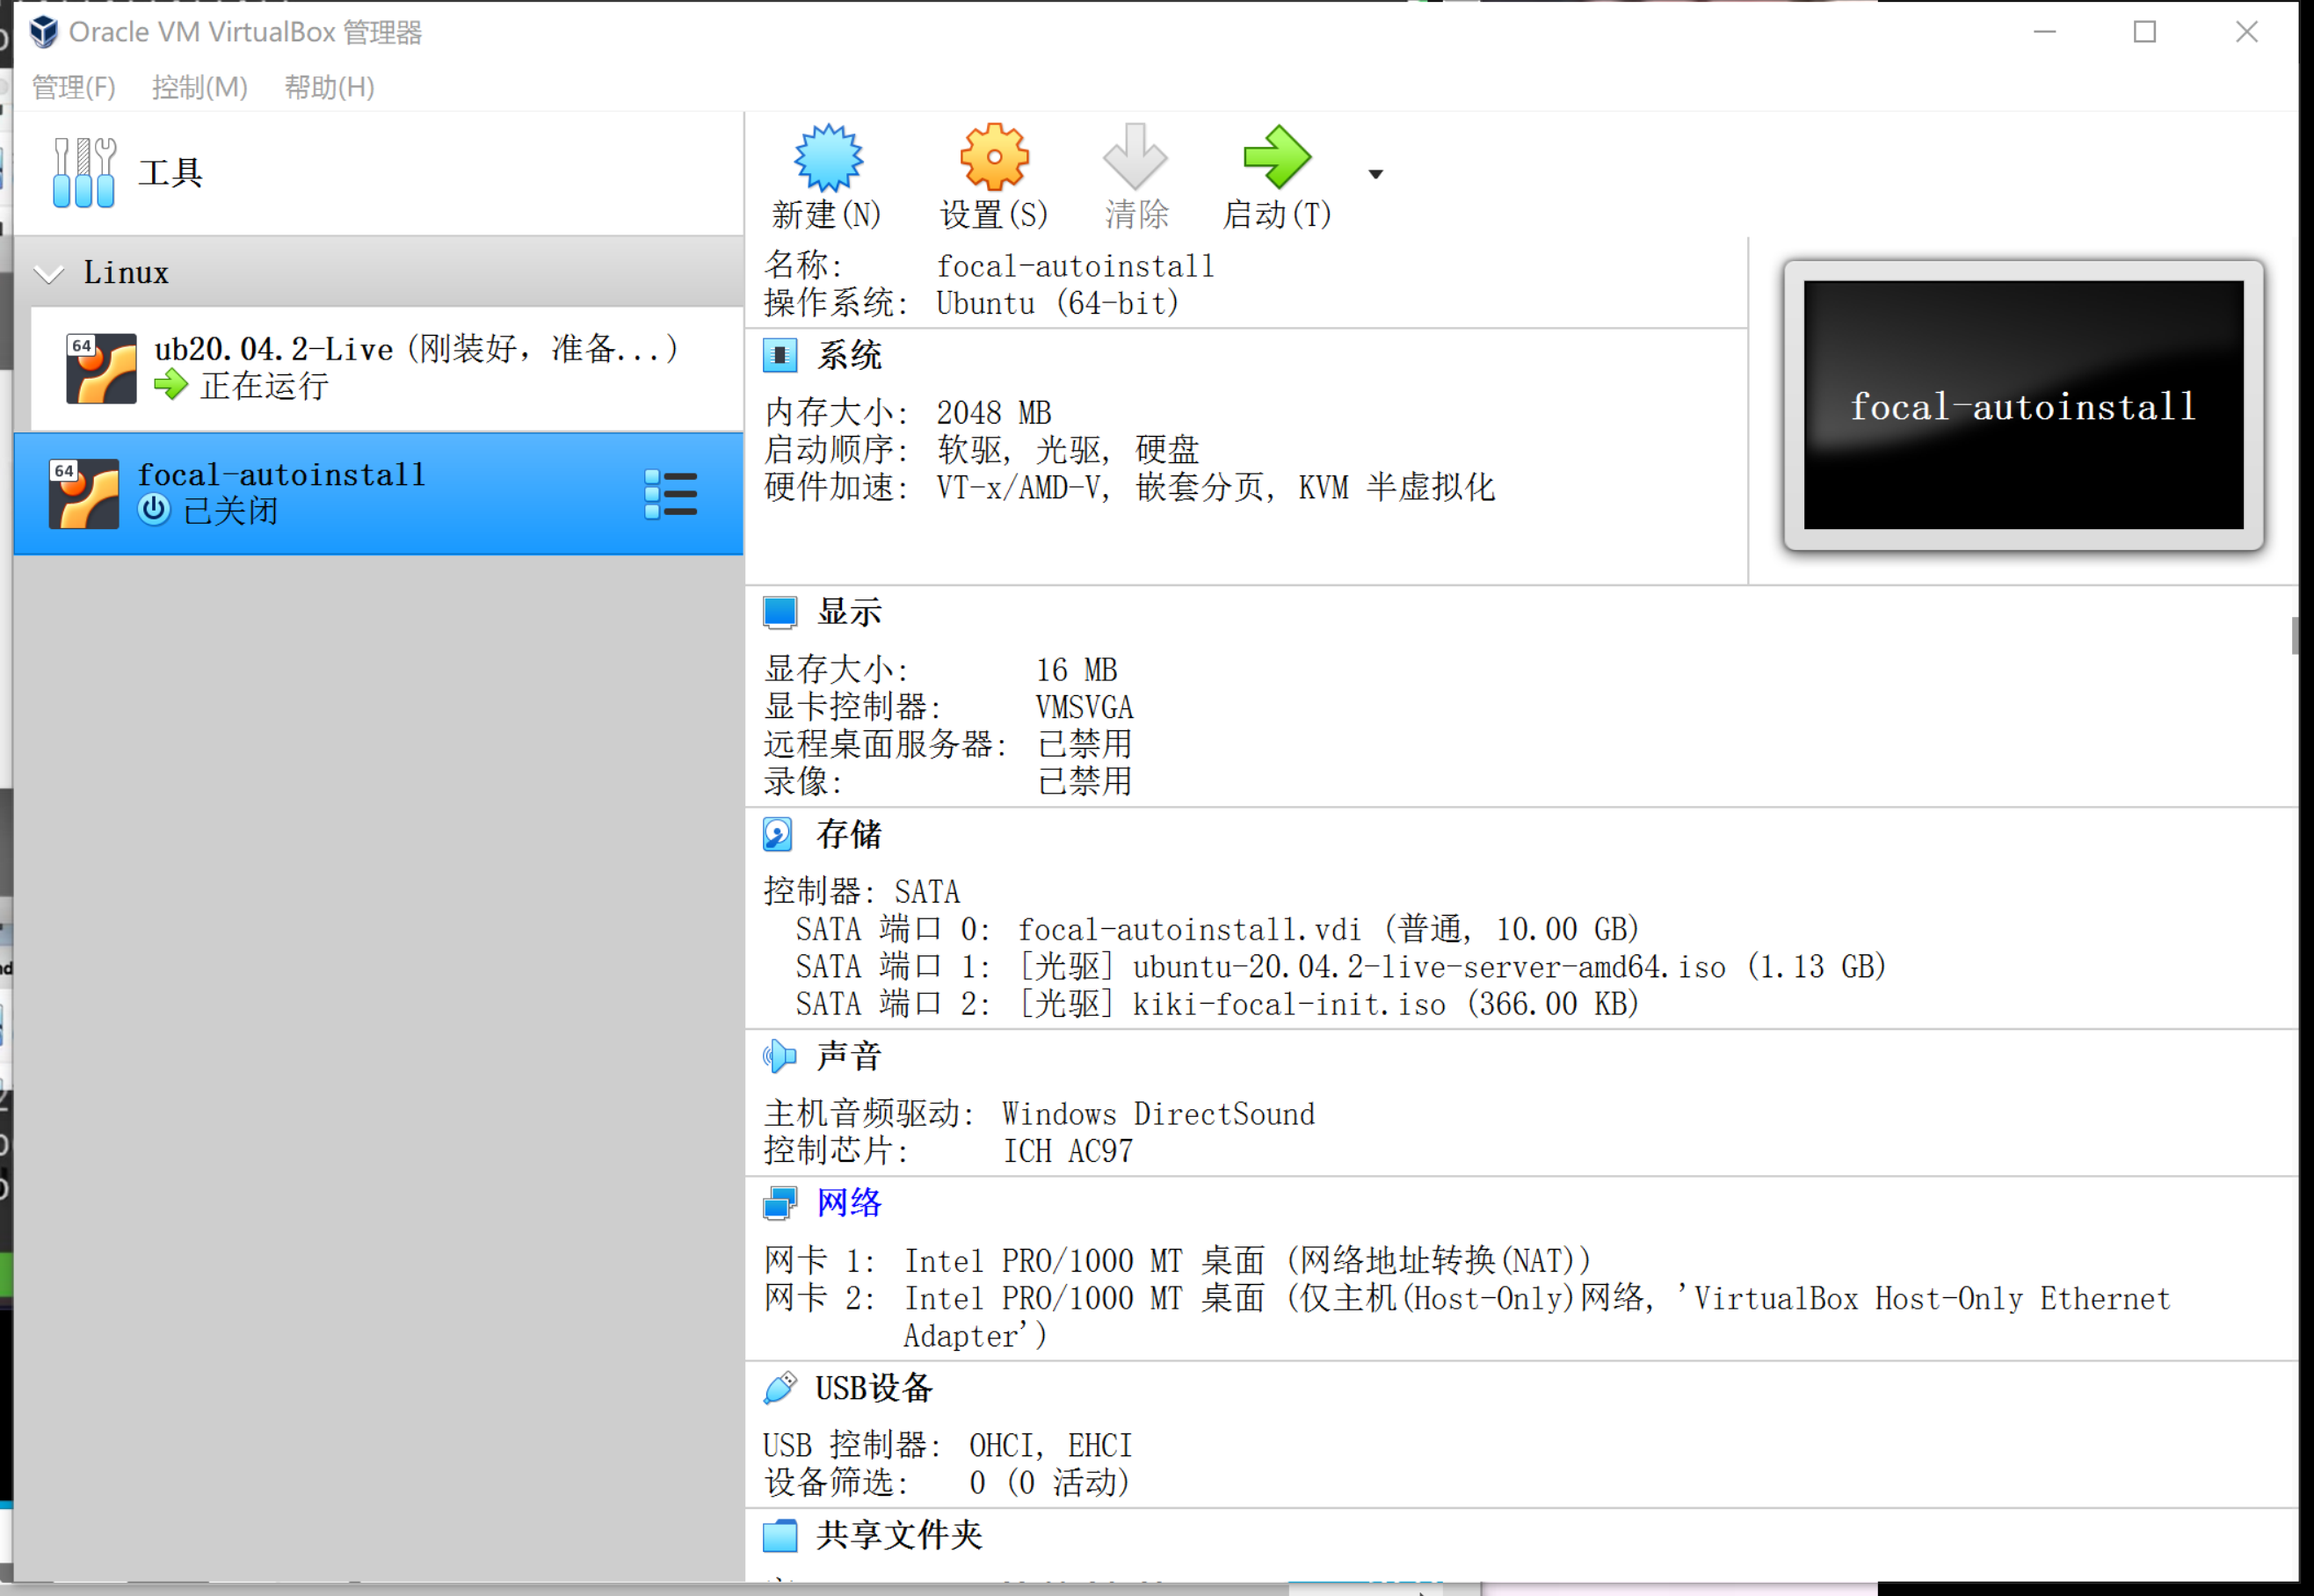 Oracle VM VirtualBox 管理器
管理(F) 控制(M) 帮助(H)
工具
新建(N) 设置(S) 清除 启动(T)
Linux
64
ub20.04.2-Live (刚装好，准备...)
正在运行
64
focal-autoinstall
已关闭
名称: focal-autoinstall
操作系统: Ubuntu (64-bit)
系统
内存大小: 2048 MB
启动顺序: 软驱, 光驱, 硬盘
硬件加速: VT-x/AMD-V, 嵌套分页, KVM 半虚拟化
focal-autoinstall
显示
显存大小: 16 MB
显卡控制器: VMSVGA
远程桌面服务器: 已禁用
录像: 已禁用
存储
控制器: SATA
SATA 端口 0: focal-autoinstall.vdi (普通, 10.00 GB)
SATA 端口 1: [光驱] ubuntu-20.04.2-live-server-amd64.iso (1.13 GB)
SATA 端口 2: [光驱] kiki-focal-init.iso (366.00 KB)
声音
主机音频驱动: Windows DirectSound
控制芯片: ICH AC97
网络
网卡 1: Intel PRO/1000 MT 桌面 (网络地址转换(NAT))
网卡 2: Intel PRO/1000 MT 桌面 (仅主机(Host-Only)网络, 'VirtualBox Host-Only Ethernet
Adapter')
USB设备
USB 控制器: OHCI, EHCI
设备筛选: 0 (0 活动)
共享文件夹